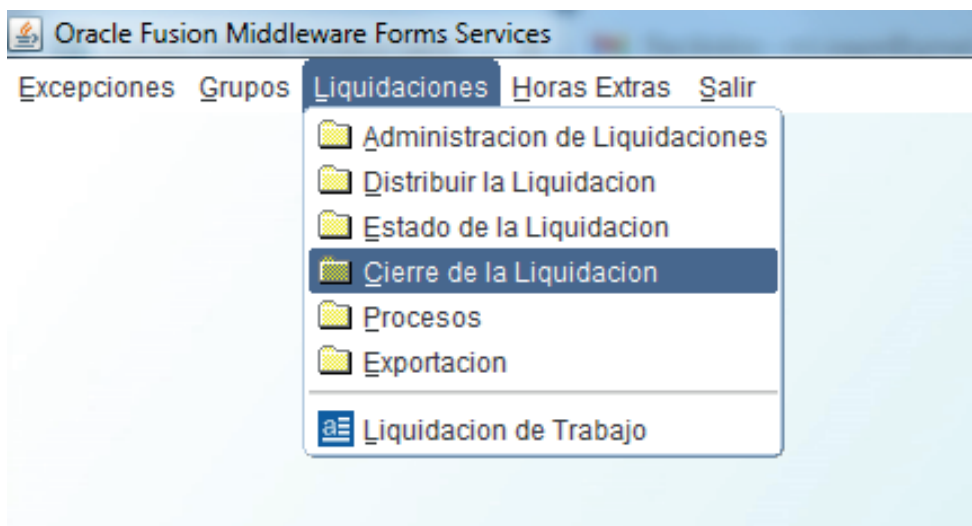 Oracle Fusion Middleware Forms Services
Excepciones Grupos Liquidaciones Horas Extras Salir
Administracion de Liquidaciones
Distribuir la Liquidacion
Estado de la Liquidacion
Cierre de la Liquidacion
Procesos
Exportacion
Liquidacion de Trabajo